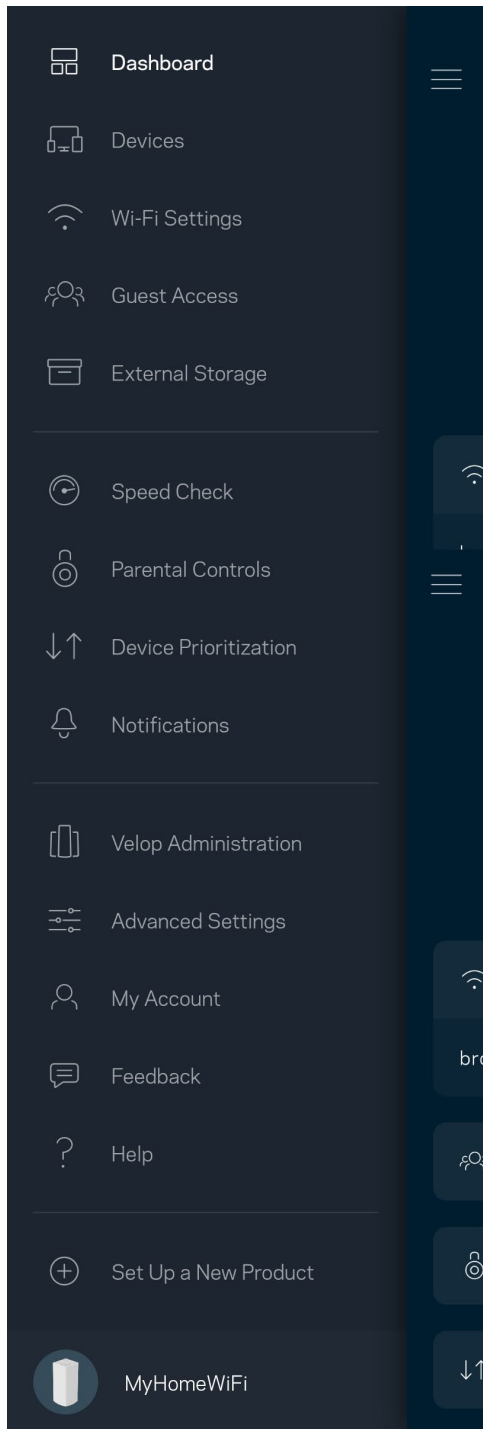 Dashboard
Devices
Wi-Fi Settings
Guest Access
External Storage
Speed Check
Parental Controls
Device Prioritization
Notifications
Velop Administration
Advanced Settings
My Account
Feedback
Help
Set Up a New Product
MyHomeWiFi